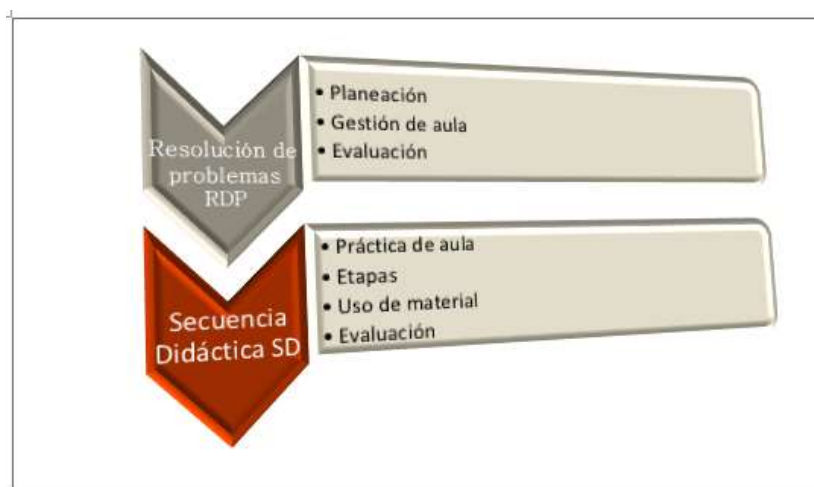 Resolución de
problemas
RDP
• Planeación
• Gestión de aula
• Evaluación
Secuencia
Didáctica SD
• Práctica de aula
• Etapas
• Uso de material
• Evaluación